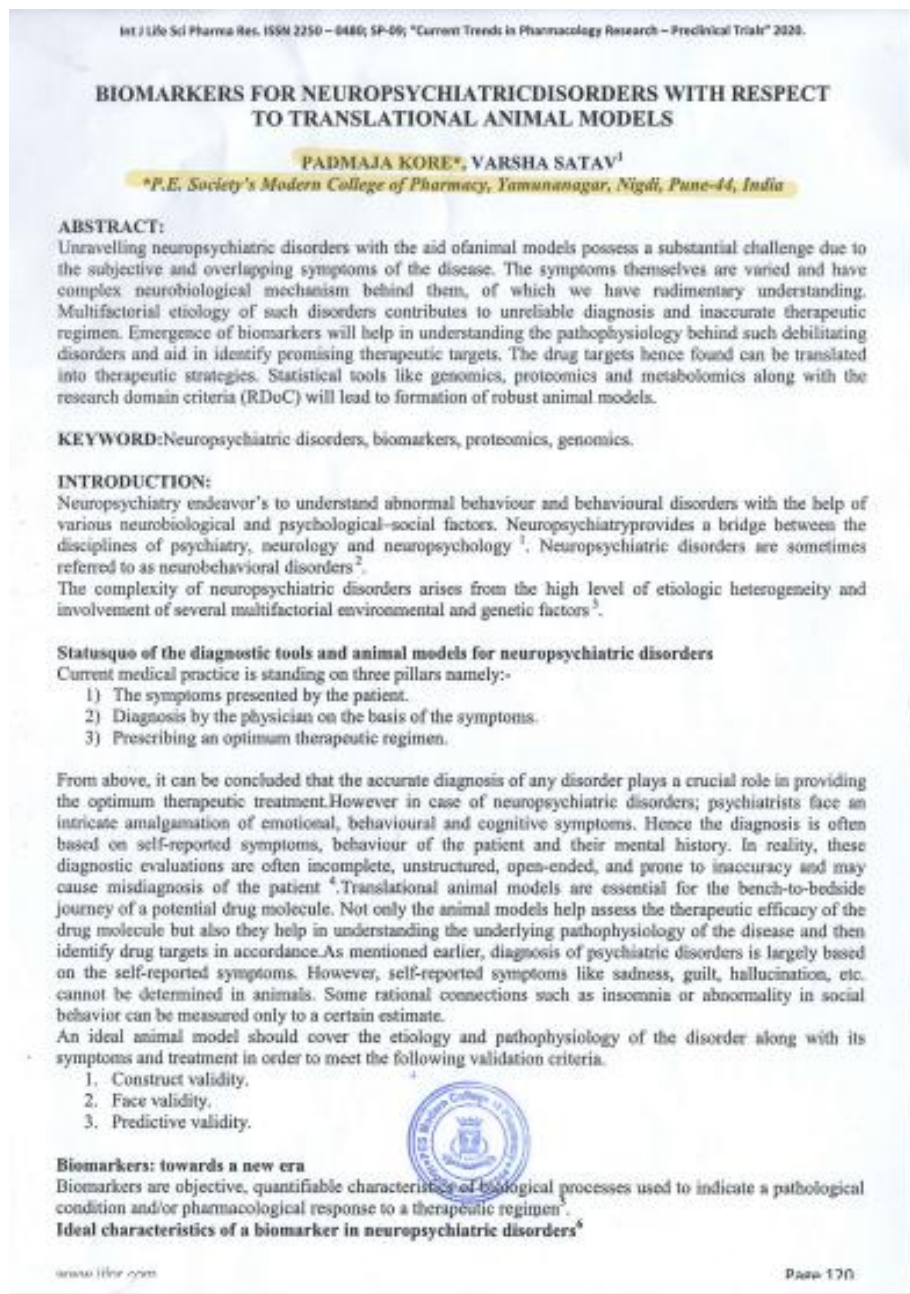 Int J Life Sci Pharma Res. ISSN 2250 – 0480; SP-09; "Current Trends in Pharmacology Research – Preclinical Trials" 2020.
BIOMARKERS FOR NEUROPSYCHIATRICDISORDERS WITH RESPECT
TO TRANSLATIONAL ANIMAL MODELS
PADMAJA KORE*, VARSHA SATAV1
*P.E. Society's Modern College of Pharmacy, Yamunanagar, Nigdi, Pune-44, India
ABSTRACT:
Unravelling neuropsychiatric disorders with the aid ofanimal models possess a substantial challenge due to
the subjective and overlapping symptoms of the disease. The symptoms themselves are varied and have
complex neurobiological mechanism behind them, of which we have rudimentary understanding.
Multifactorial etiology of such disorders contributes to unreliable diagnosis and inaccurate therapeutic
regimen. Emergence of biomarkers will help in understanding the pathophysiology behind such debilitating
disorders and aid in identify promising therapeutic targets. The drug targets hence found can be translated
into therapeutic strategies. Statistical tools like genomics, proteomics and metabolomics along with the
research domain criteria (RDoC) will lead to formation of robust animal models.
KEYWORD:Neuropsychiatric disorders, biomarkers, proteomics, genomics.
INTRODUCTION:
Neuropsychiatry endeavor's to understand abnormal behaviour and behavioural disorders with the help of
various neurobiological and psychological–social factors. Neuropsychiatryprovides a bridge between the
disciplines of psychiatry, neurology and neuropsychology 1. Neuropsychiatric disorders are sometimes
referred to as neurobehavioral disorders2.
The complexity of neuropsychiatric disorders arises from the high level of etiologic heterogeneity and
involvement of several multifactorial environmental and genetic factors 3.
Statusquo of the diagnostic tools and animal models for neuropsychiatric disorders
Current medical practice is standing on three pillars namely:-
1) The symptoms presented by the patient.
2) Diagnosis by the physician on the basis of the symptoms.
3) Prescribing an optimum therapeutic regimen.
From above, it can be concluded that the accurate diagnosis of any disorder plays a crucial role in providing
the optimum therapeutic treatment.However in case of neuropsychiatric disorders; psychiatrists face an
intricate amalgamation of emotional, behavioural and cognitive symptoms. Hence the diagnosis is often
based on self-reported symptoms, behaviour of the patient and their mental history. In reality, these
diagnostic evaluations are often incomplete, unstructured, open-ended, and prone to inaccuracy and may
cause misdiagnosis of the patient 4.Translational animal models are essential for the bench-to-bedside
journey of a potential drug molecule. Not only the animal models help assess the therapeutic efficacy of the
drug molecule but also they help in understanding the underlying pathophysiology of the disease and then
identify drug targets in accordance.As mentioned earlier, diagnosis of psychiatric disorders is largely based
on the self-reported symptoms. However, self-reported symptoms like sadness, guilt, hallucination, etc.
cannot be determined in animals. Some rational connections such as insomnia or abnormality in social
behavior can be measured only to a certain estimate.
An ideal animal model should cover the etiology and pathophysiology of the disorder along with its
symptoms and treatment in order to meet the following validation criteria.
1. Construct validity.
2. Face validity.
3. Predictive validity.
Modern College of
Biomarkers: towards a new era
Biomarkers are objective, quantifiable characteristics of biological processes used to indicate a pathological
condition and/or pharmacological response to a therapeutic regimen5.
Ideal characteristics of a biomarker in neuropsychiatric disorders6
Page 120